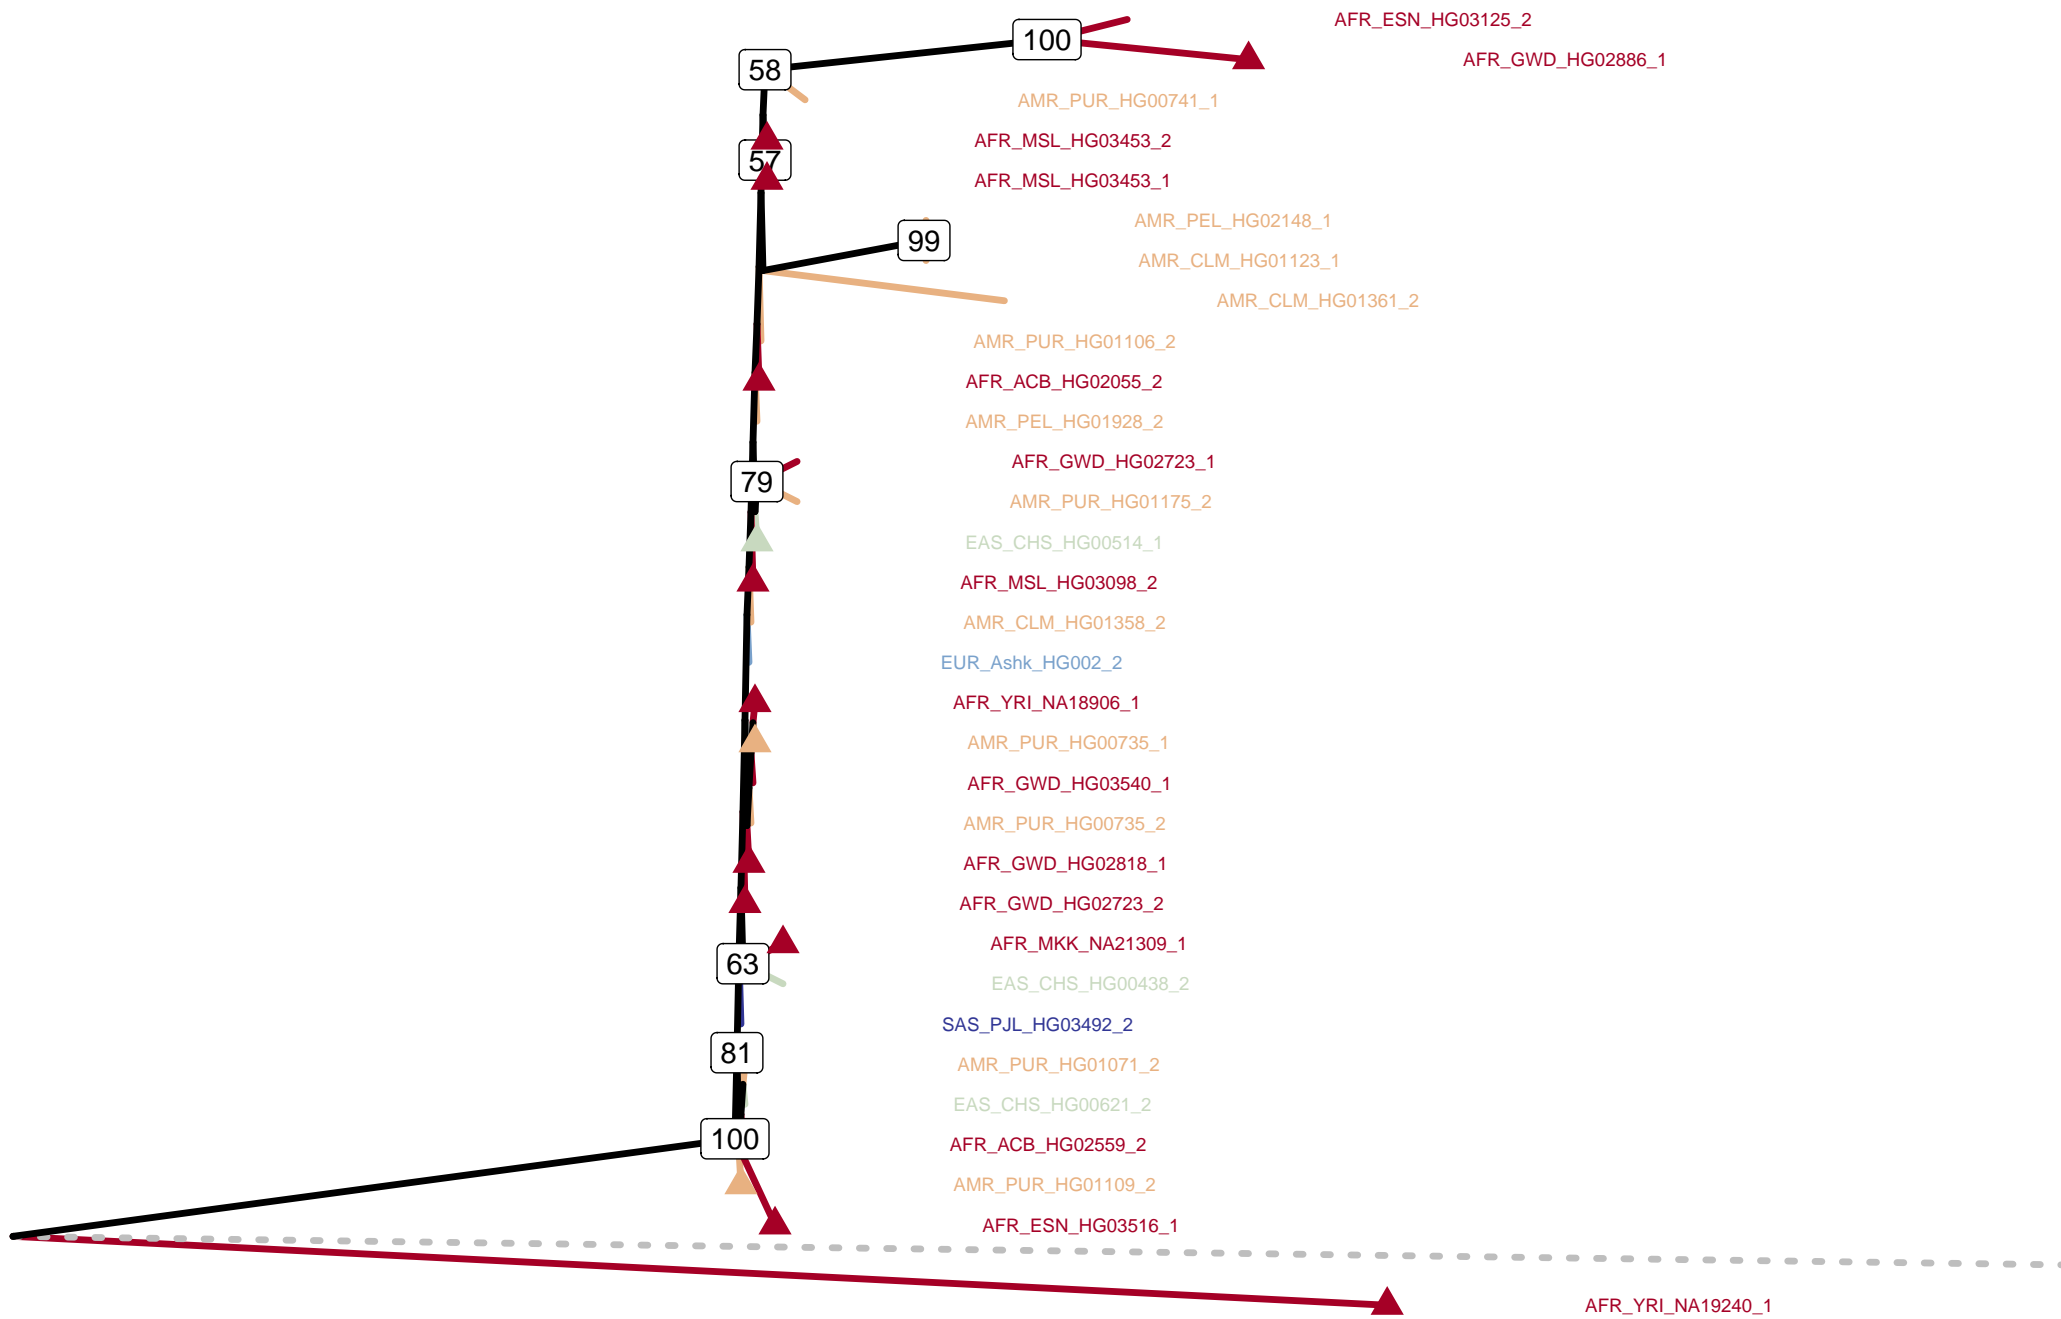 AFR_ESN_HG03125_2
100
AFR_GWD_HG02886_1
58
AMR_PUR_HG00741_1
AFR_MSL_HG03453_2
57
AFR_MSL_HG03453_1
AMR_PEL_HG02148_1
99
AMR_CLM_HG01123_1
AMR_CLM_HG01361_2
AMR_PUR_HG01106_2
AFR_ACB_HG02055_2
AMR_PEL_HG01928_2
AFR_GWD_HG02723_1
79
AMR_PUR_HG01175_2
EAS_CHS_HG00514_1
AFR_MSL_HG03098_2
AMR_CLM_HG01358_2
EUR_Ashk_HG002_2
AFR_YRI_NA18906_1
AMR_PUR_HG00735_1
AFR_GWD_HG03540_1
AMR_PUR_HG00735_2
AFR_GWD_HG02818_1
AFR_GWD_HG02723_2
AFR_MKK_NA21309_1
63
EAS_CHS_HG00438_2
SAS_PJL_HG03492_2
81
AMR_PUR_HG01071_2
EAS_CHS_HG00621_2
100
AFR_ACB_HG02559_2
AMR_PUR_HG01109_2
AFR_ESN_HG03516_1
AFR_YRI_NA19240_1